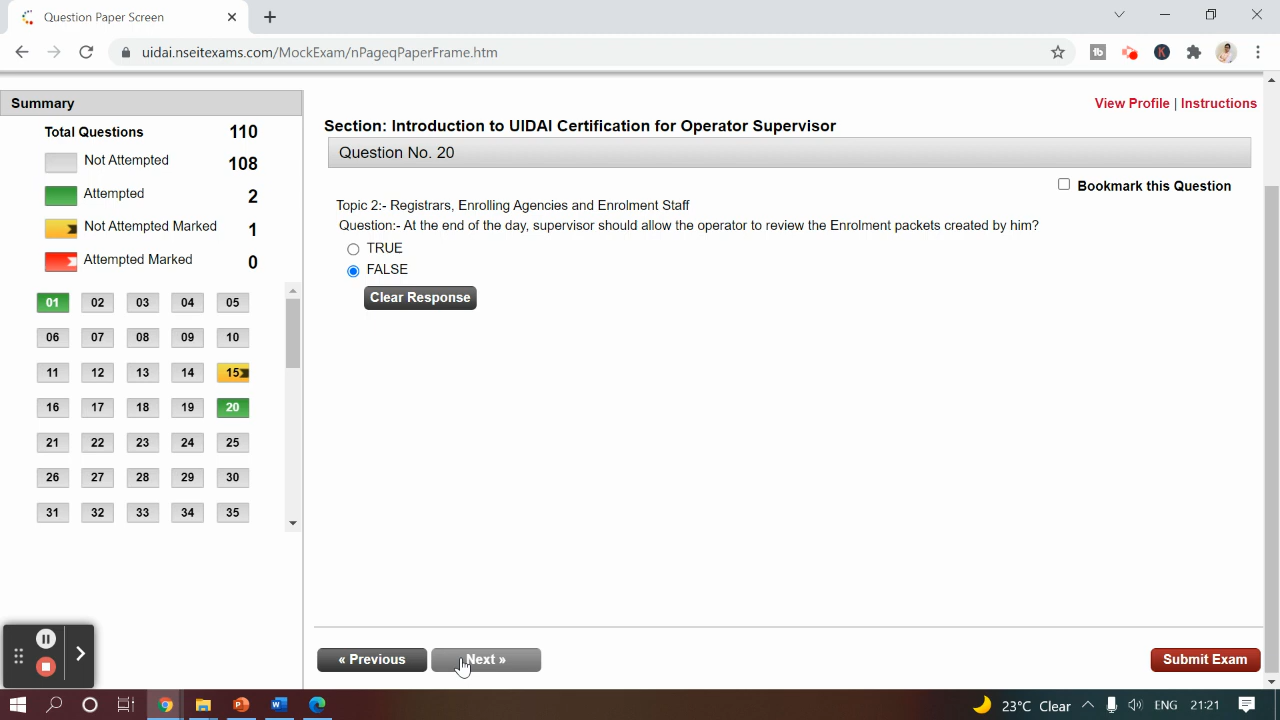 Question Paper Screen
uidai.nseitexams.com/MockExam/nPageqPaperFrame.htm
Summary
Total Questions 110
Not Attempted 108
Attempted 2
Not Attempted Marked 1
Attempted Marked 0
01 02 03 04 05
06 07 08 09 10
11 12 13 14 15
16 17 18 19 20
21 22 23 24 25
26 27 28 29 30
31 32 33 34 35
View Profile | Instructions
Section: Introduction to UIDAI Certification for Operator Supervisor
Question No. 20
Bookmark this Question
Topic 2:- Registrars, Enrolling Agencies and Enrolment Staff
Question:- At the end of the day, supervisor should allow the operator to review the Enrolment packets created by him?
TRUE
FALSE
Clear Response
« Previous Next » Submit Exam
23°C Clear ENG 21:21